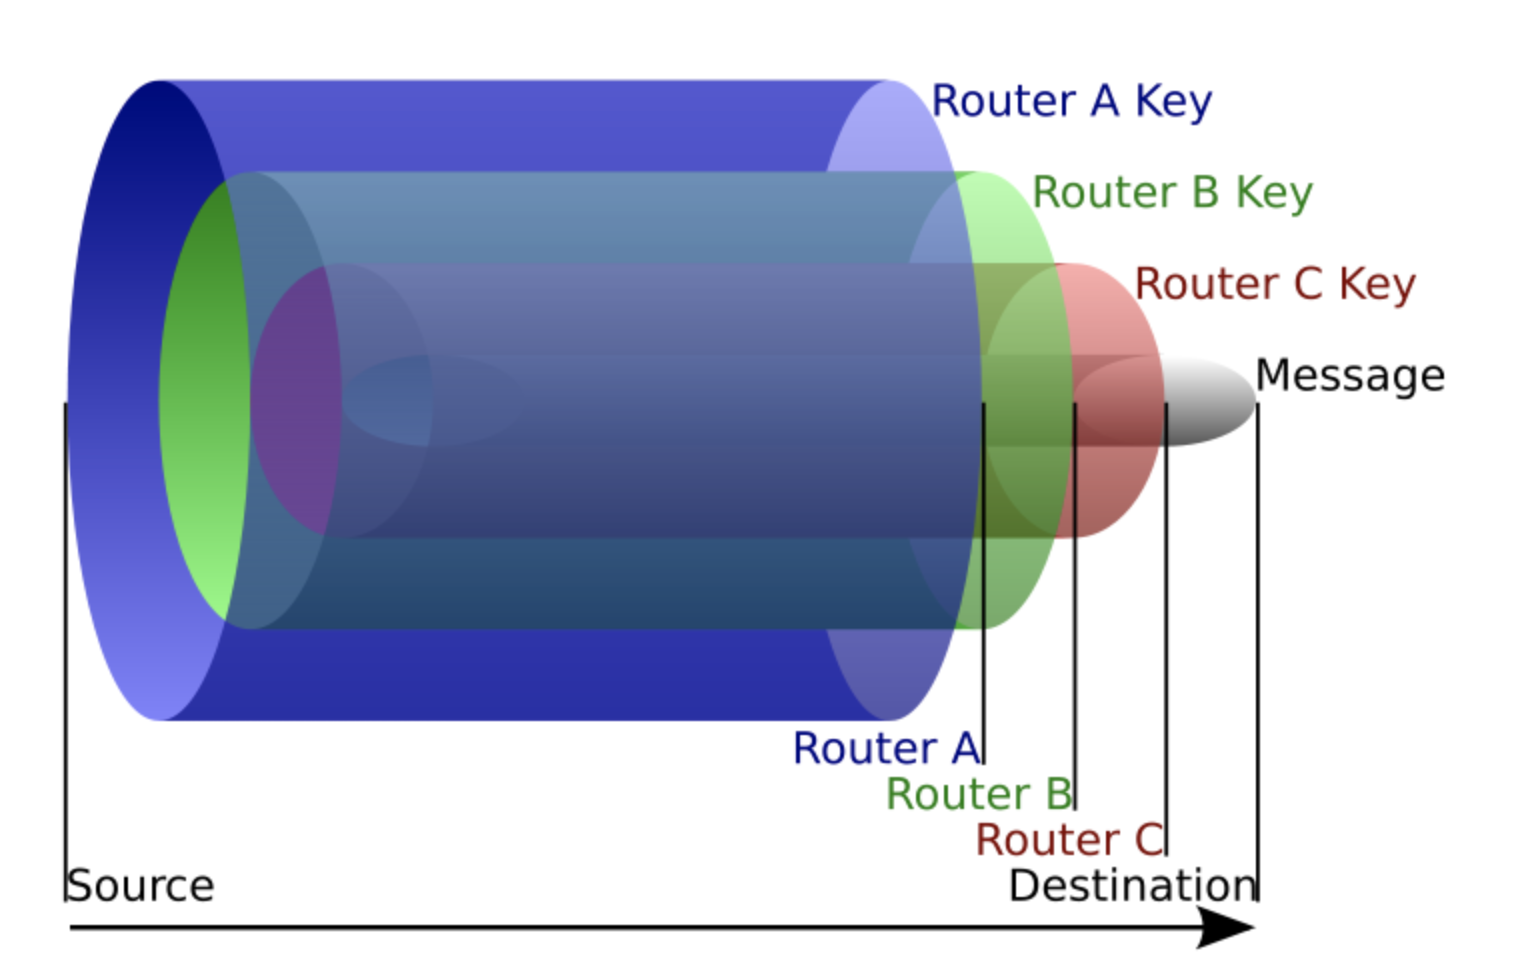 Router A Key
Router B Key
Router C Key
Message
Router A
Router B
Router C
Source
Destination